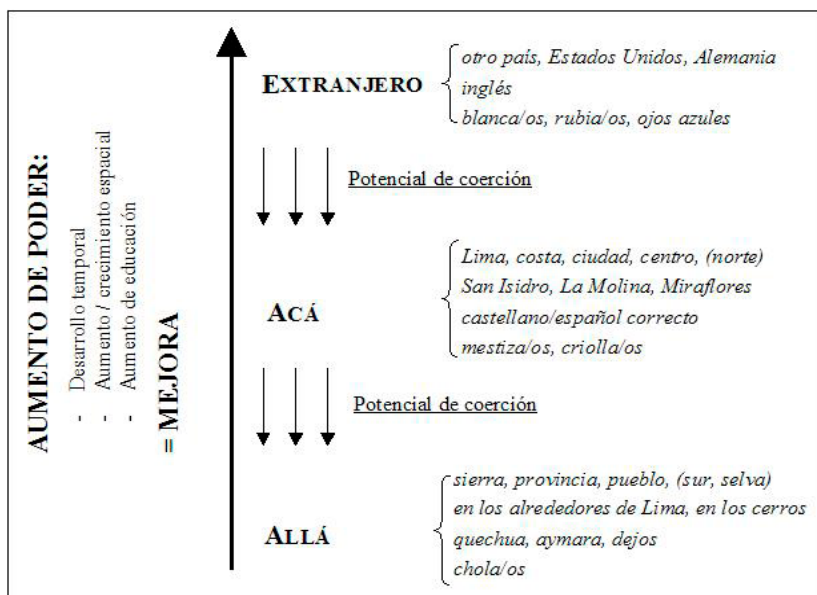 AUMENTO DE PODER:
- Desarrollo temporal
- Aumento / crecimiento espacial
- Aumento de educación
= MEJORA
EXTRANJERO
otro país, Estados Unidos, Alemania
inglés
blanca/os, rubia/os, ojos azules
Potencial de coerción
ACÁ
Lima, costa, ciudad, centro, (norte)
San Isidro, La Molina, Miraflores
castellano/español correcto
mestiza/os, criolla/os
Potencial de coerción
ALLÁ
sierra, provincia, pueblo, (sur, selva)
en los alrededores de Lima, en los cerros
quechua, aymara, dejos
chola/os